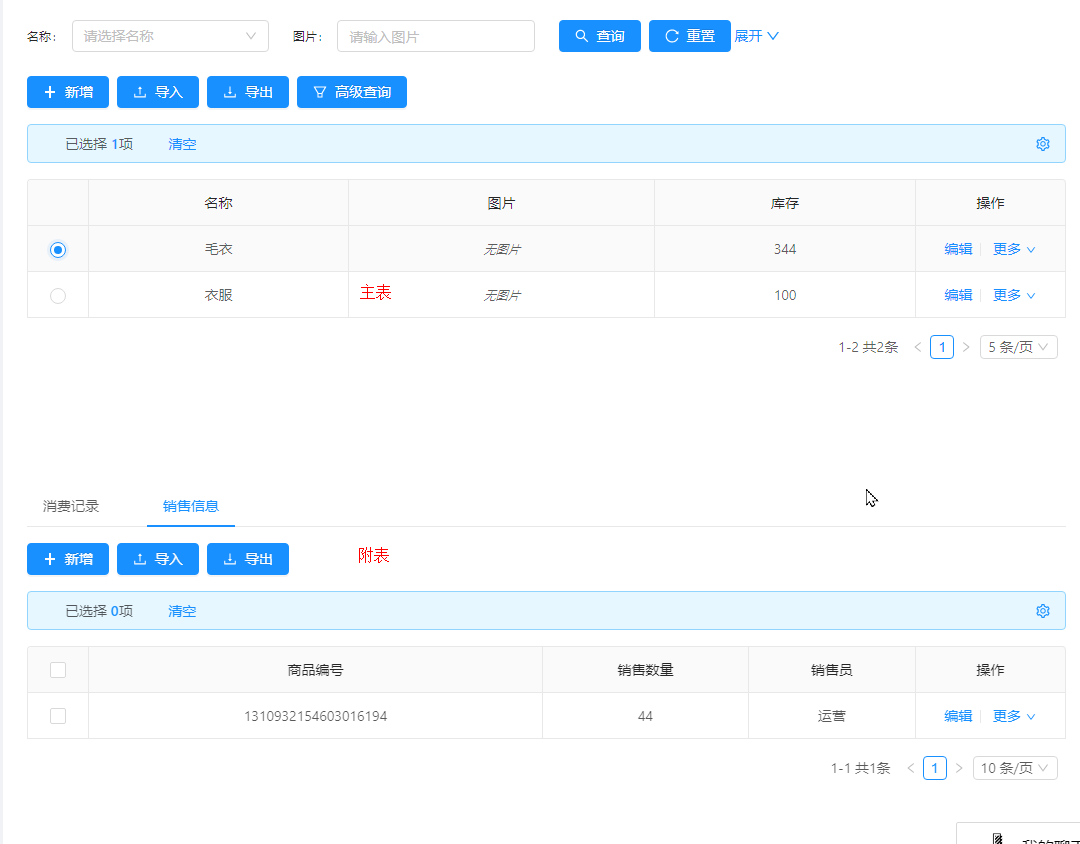 名称： 请选择名称 图片： 请输入图片 查询 重置 展开
新增 导入 导出 高级查询
已选择 1项 清空
名称 图片 库存 操作
毛衣 无图片 344 编辑 更多
衣服 主表 无图片 100 编辑 更多
1-2 共2条 1 5 条/页
消费记录 销售信息
新增 导入 导出 附表
已选择 0项 清空
商品编号 销售数量 销售员 操作
1310932154603016194 44 运营 编辑 更多
1-1 共1条 1 10 条/页